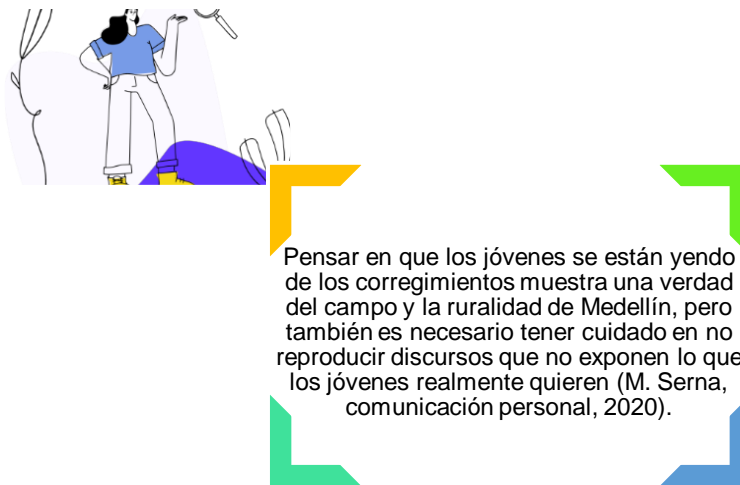 Pensar en que los jóvenes se están yendo
de los corregimientos muestra una verdad
del campo y la ruralidad de Medellín, pero
también es necesario tener cuidado en no
reproducir discursos que no exponen lo que
los jóvenes realmente quieren (M. Serna,
comunicación personal, 2020).